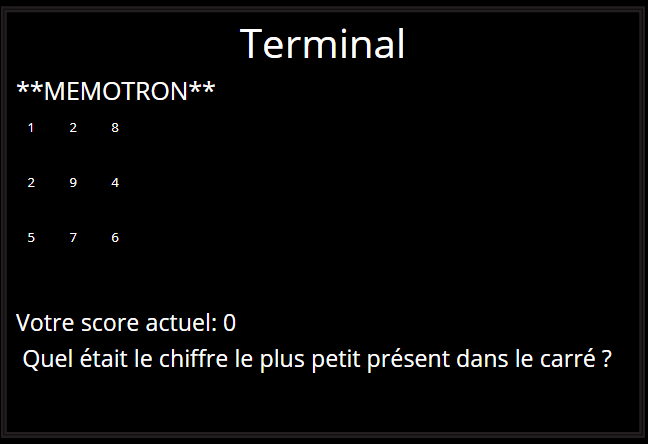 Terminal
**MEMOTRON**
1 2 8
2 9 4
5 7 6
Votre score actuel: 0
Quel était le chiffre le plus petit présent dans le carré ?